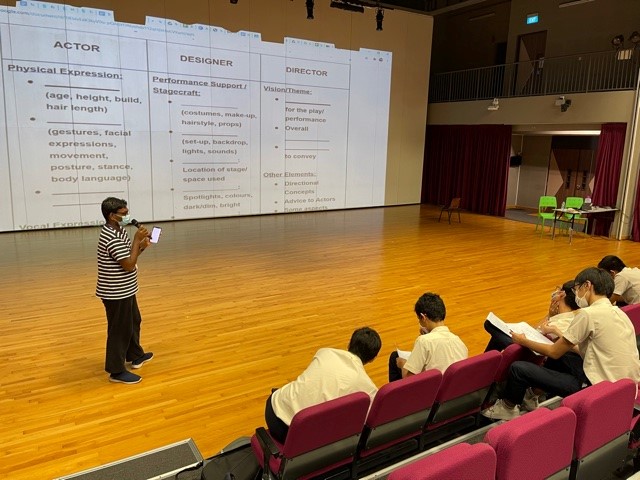 ACTOR
Physical Expression:
(age, height, build,
hair length)
(gestures, facial
expressions,
movement,
posture, stance,
body language)
Vocal Expression
DESIGNER
Performance Support /
Stagecraft:
(costumes, make-up,
hairstyle, props)
(set-up, backdrop,
lights, sounds)
Location of stage/
space used
Spotlights, colours,
dark/dim, bright
DIRECTOR
Vision/Theme:
for the play/
performance
Overall
to convey
Other Elements:
Directional
Concepts
Advice to Actors
Some aspects